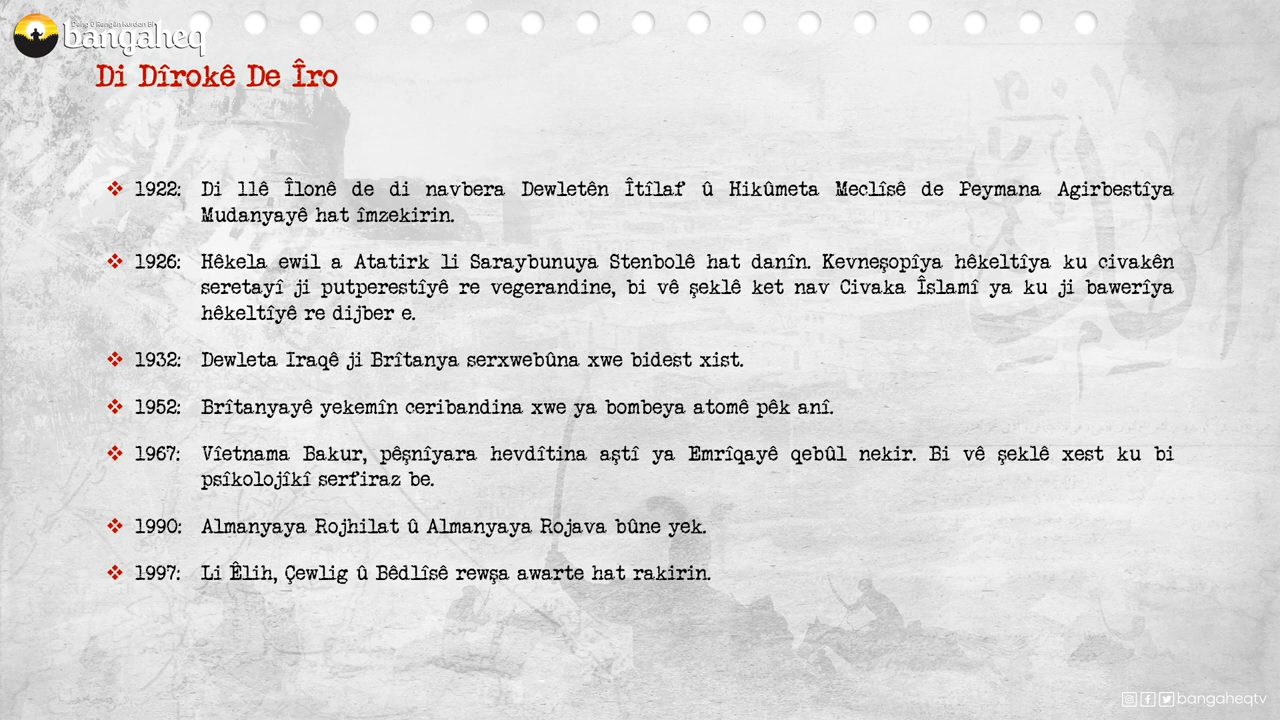 Deng û Rengên Kurdan Bi
bangaheq
Di Dîrokê De Îro
❖ 1922: Di 11ê Îlonê de di navbera Dewletên Îtîlaf û Hikûmeta Meclîsê de Peymana Agirbestîya
Mudanyayê hat îmzekirin.
❖ 1926: Hêkela ewil a Atatirk li Saraybunuya Stenbolê hat danîn. Kevneşopîya hêkeltîya ku civakên
seretayî ji putperestîyê re vegerandine, bi vê şeklê ket nav Civaka Îslamî ya ku ji bawerîya
hêkeltîyê re dijber e.
❖ 1932: Dewleta Iraqê ji Brîtanya serxwebûna xwe bidest xist.
❖ 1952: Brîtanyayê yekemîn ceribandina xwe ya bombeya atomê pêk anî.
❖ 1967: Vîetnama Bakur, pêşnîyara hevdîtina aştî ya Emrîqayê qebûl nekir. Bi vê şeklê xest ku bi
psîkolojîkî serfiraz be.
❖ 1990: Almanyaya Rojhilat û Almanyaya Rojava bûne yek.
❖ 1997: Li Êlih, Çewlig û Bêdlîsê rewşa awarte hat rakirin.
bangaheqtv